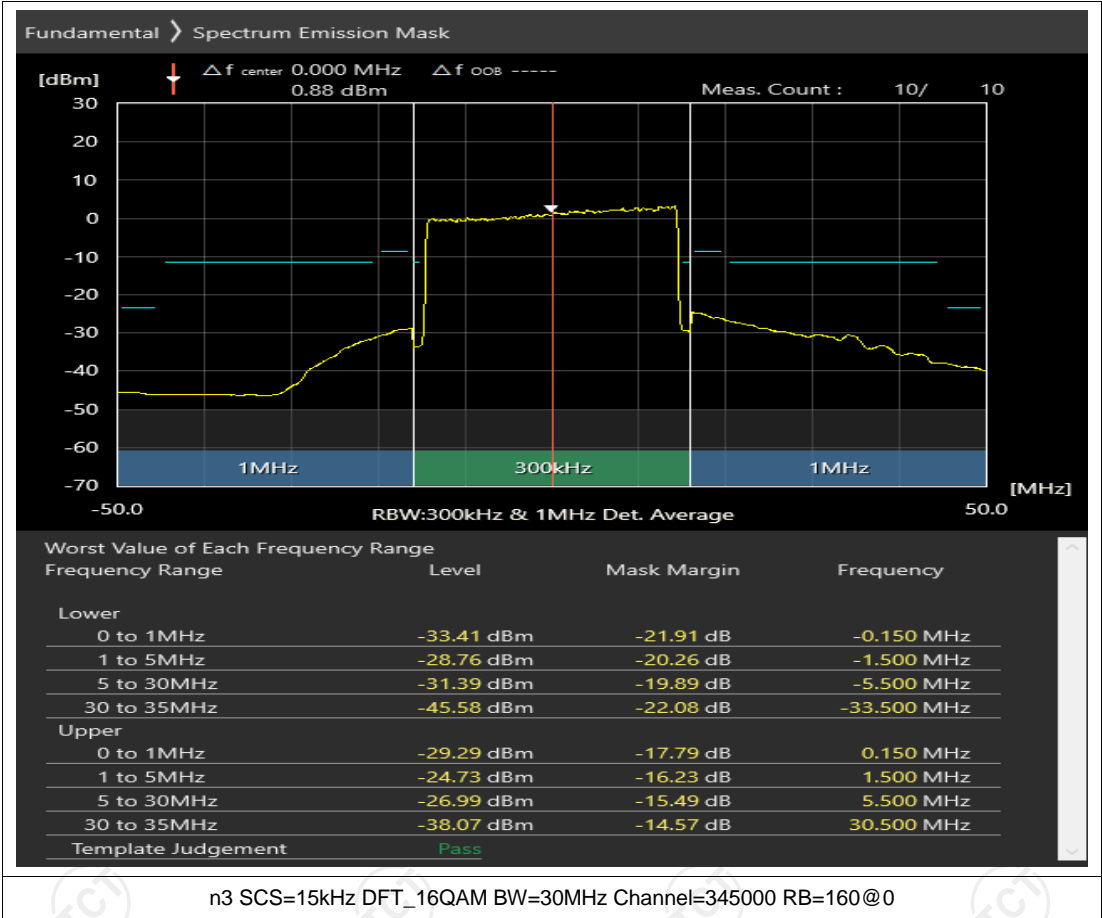 Fundamental ❯ Spectrum Emission Mask
[dBm] △f center 0.000 MHz △f OOB -----
0.88 dBm Meas. Count : 10/ 10
30
20
10
0
-10
-20
-30
-40
-50
-60
1MHz 300kHz 1MHz
-70
[MHz]
-50.0 RBW:300kHz & 1MHz Det. Average 50.0
Worst Value of Each Frequency Range
Frequency Range Level Mask Margin Frequency
Lower
0 to 1MHz -33.41 dBm -21.91 dB -0.150 MHz
1 to 5MHz -28.76 dBm -20.26 dB -1.500 MHz
5 to 30MHz -31.39 dBm -19.89 dB -5.500 MHz
30 to 35MHz -45.58 dBm -22.08 dB -33.500 MHz
Upper
0 to 1MHz -29.29 dBm -17.79 dB 0.150 MHz
1 to 5MHz -24.73 dBm -16.23 dB 1.500 MHz
5 to 30MHz -26.99 dBm -15.49 dB 5.500 MHz
30 to 35MHz -38.07 dBm -14.57 dB 30.500 MHz
Template Judgement Pass
n3 SCS=15kHz DFT_16QAM BW=30MHz Channel=345000 RB=160@0
TCT TCT TCT TCT